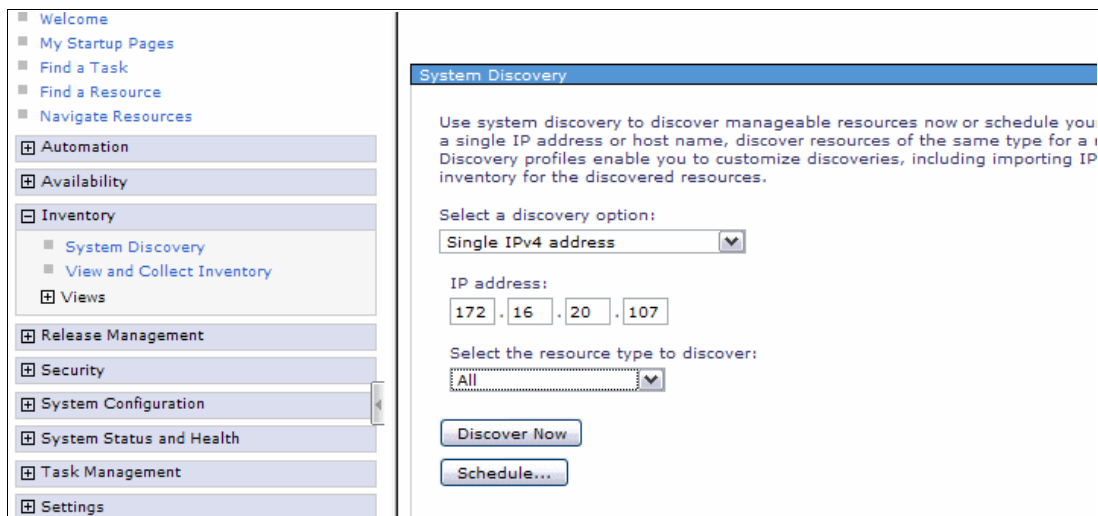 Welcome
My Startup Pages
Find a Task
Find a Resource
Navigate Resources
Automation
Availability
Inventory
System Discovery
View and Collect Inventory
Views
Release Management
Security
System Configuration
System Status and Health
Task Management
Settings
System Discovery
Use system discovery to discover manageable resources now or schedule your
a single IP address or host name, discover resources of the same type for a
Discovery profiles enable you to customize discoveries, including importing IP
inventory for the discovered resources.
Select a discovery option:
Single IPv4 address
IP address:
172 . 16 . 20 . 107
Select the resource type to discover:
All
Discover Now
Schedule...